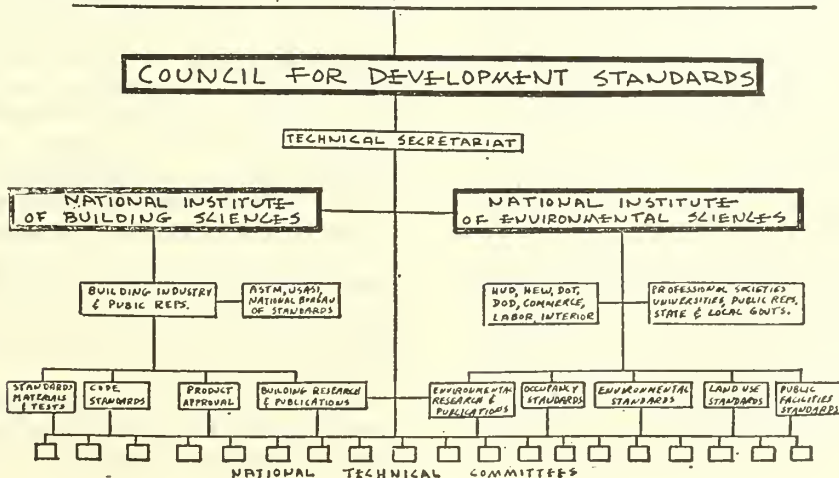 COUNCIL FOR DEVELOPMENT STANDARDS
TECHNICAL SECRETARIAT
NATIONAL INSTITUTE
OF BUILDING SCIENCES
NATIONAL INSTITUTE
OF ENVIRONMENTAL SCIENCES
BUILDING INDUSTRY
& PUBIC REPS.
ASTM, USASI,
NATIONAL BUREAU
OF STANDARDS
HUD, HEW, DOT,
DOD, COMMERCE,
LABOR, INTERIOR
PROFESSIONAL SOCIETIES
UNIVERSITIES, PUBLIC REPS.
STATE & LOCAL GOVTS.
STANDARDS
MATERIALS
& TESTS
CODE
STANDARDS
PRODUCT
APPROVAL
BUILDING RESEARCH
& PUBLICATIONS
ENVIRONMENTAL
RESEARCH &
PUBLICATIONS
OCCUPANCY
STANDARDS
ENVIRONMENTAL
STANDARDS
LAND USE
STANDARDS
PUBLIC
FACILITIES
STANDARDS
NATIONAL TECHNICAL COMMITTEES